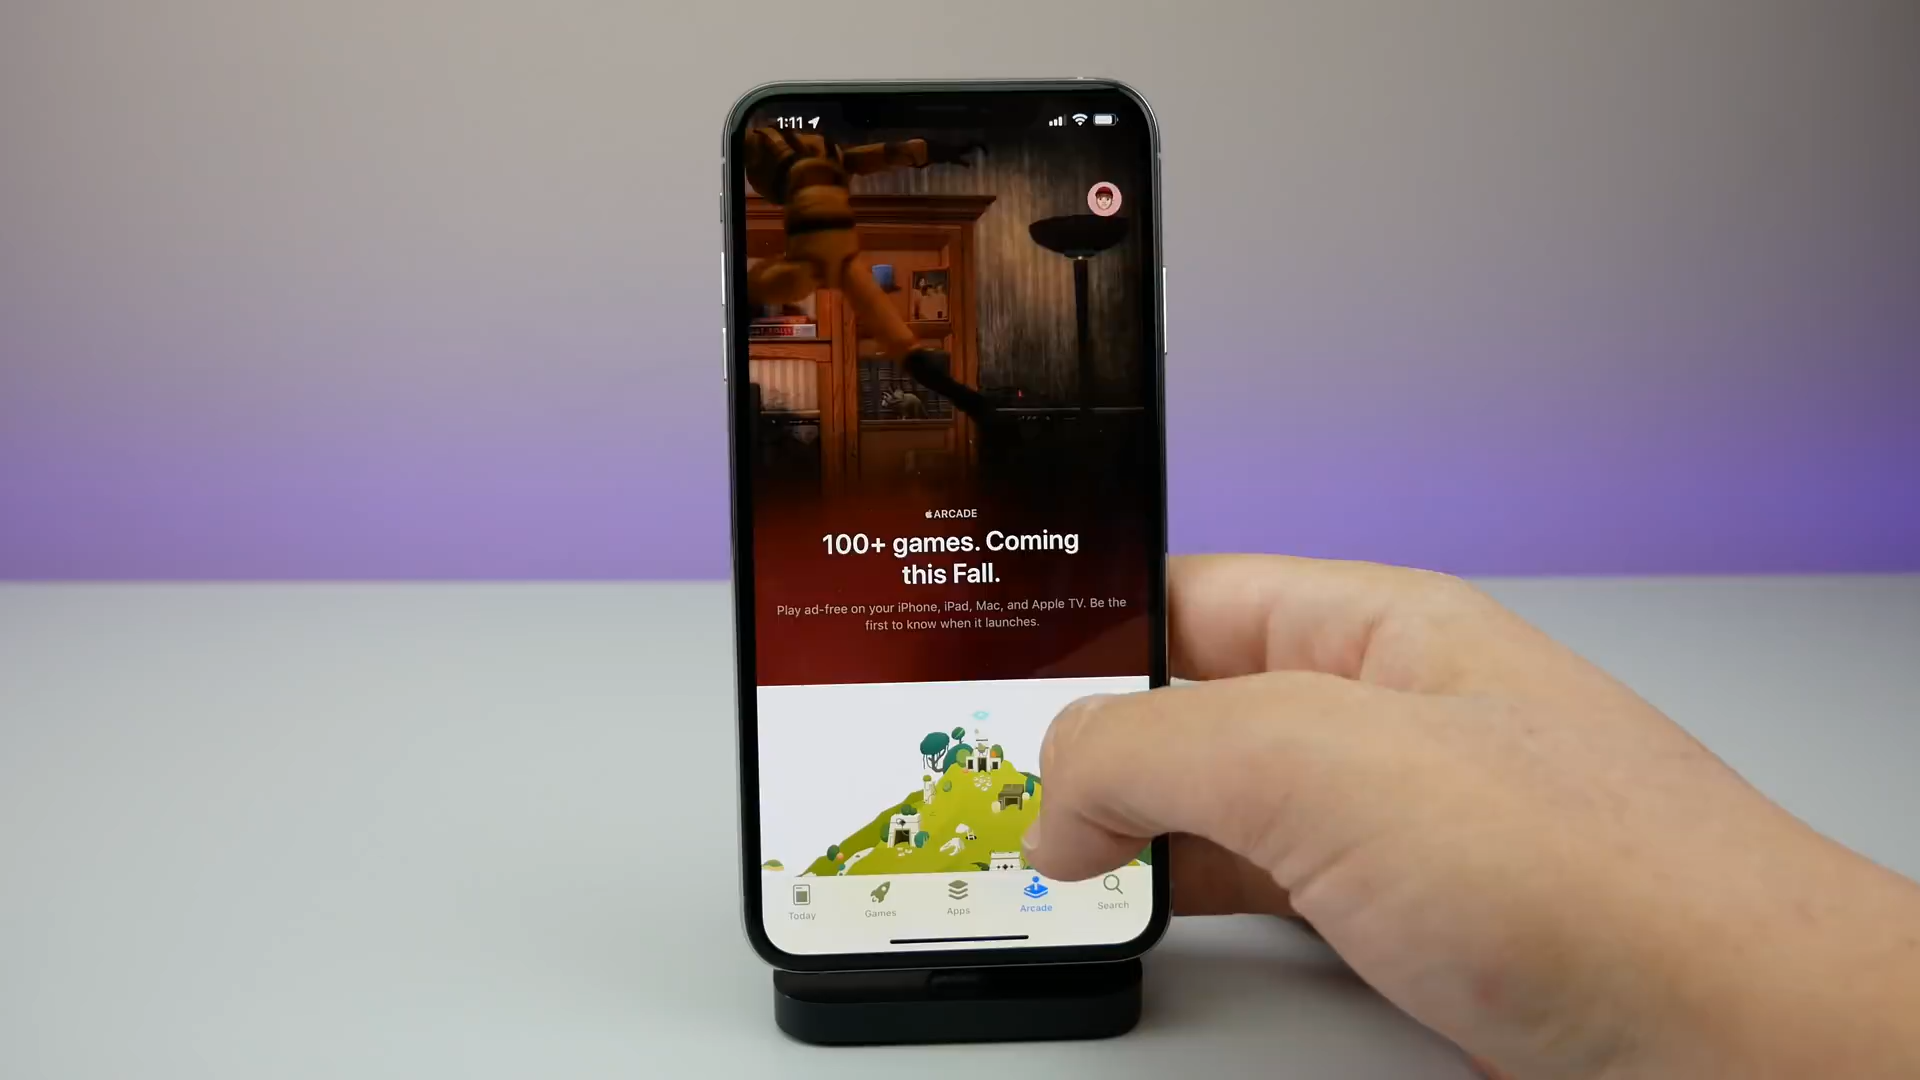 1:11
ARCADE
100+ games. Coming
this Fall.
Play ad-free on your iPhone, iPad, Mac, and Apple TV. Be the
first to know when it launches.
Today
Games
Apps
Arcade
Search